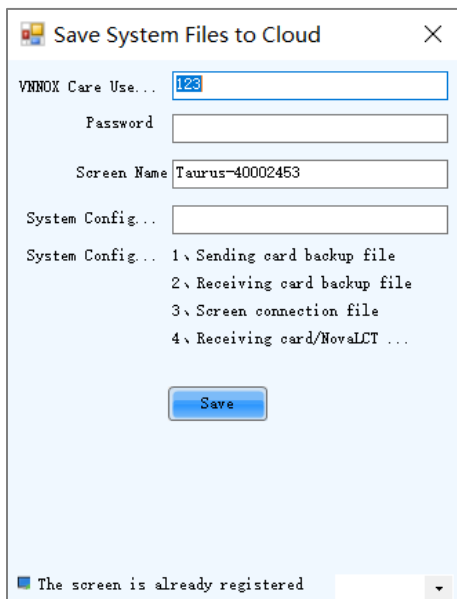 Save System Files to Cloud
VNNOX Care Use... 123
Password
Screen Name Taurus-40002453
System Config...
System Config... 1、Sending card backup file
2、Receiving card backup file
3、Screen connection file
4、Receiving card/NovaLCT ...
Save
The screen is already registered